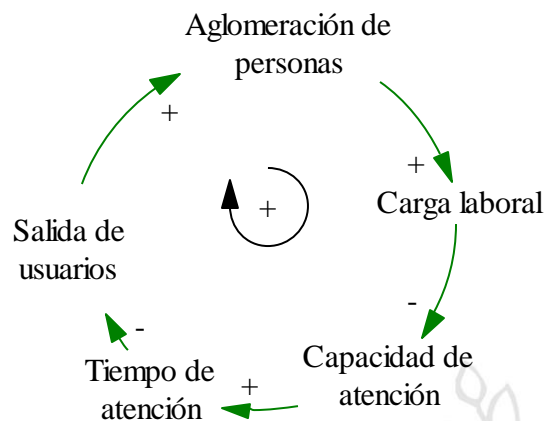 Aglomeración de
personas
+
+
Carga laboral
+
Salida de
usuarios
-
-
Capacidad de
atención
Tiempo de
atención
+